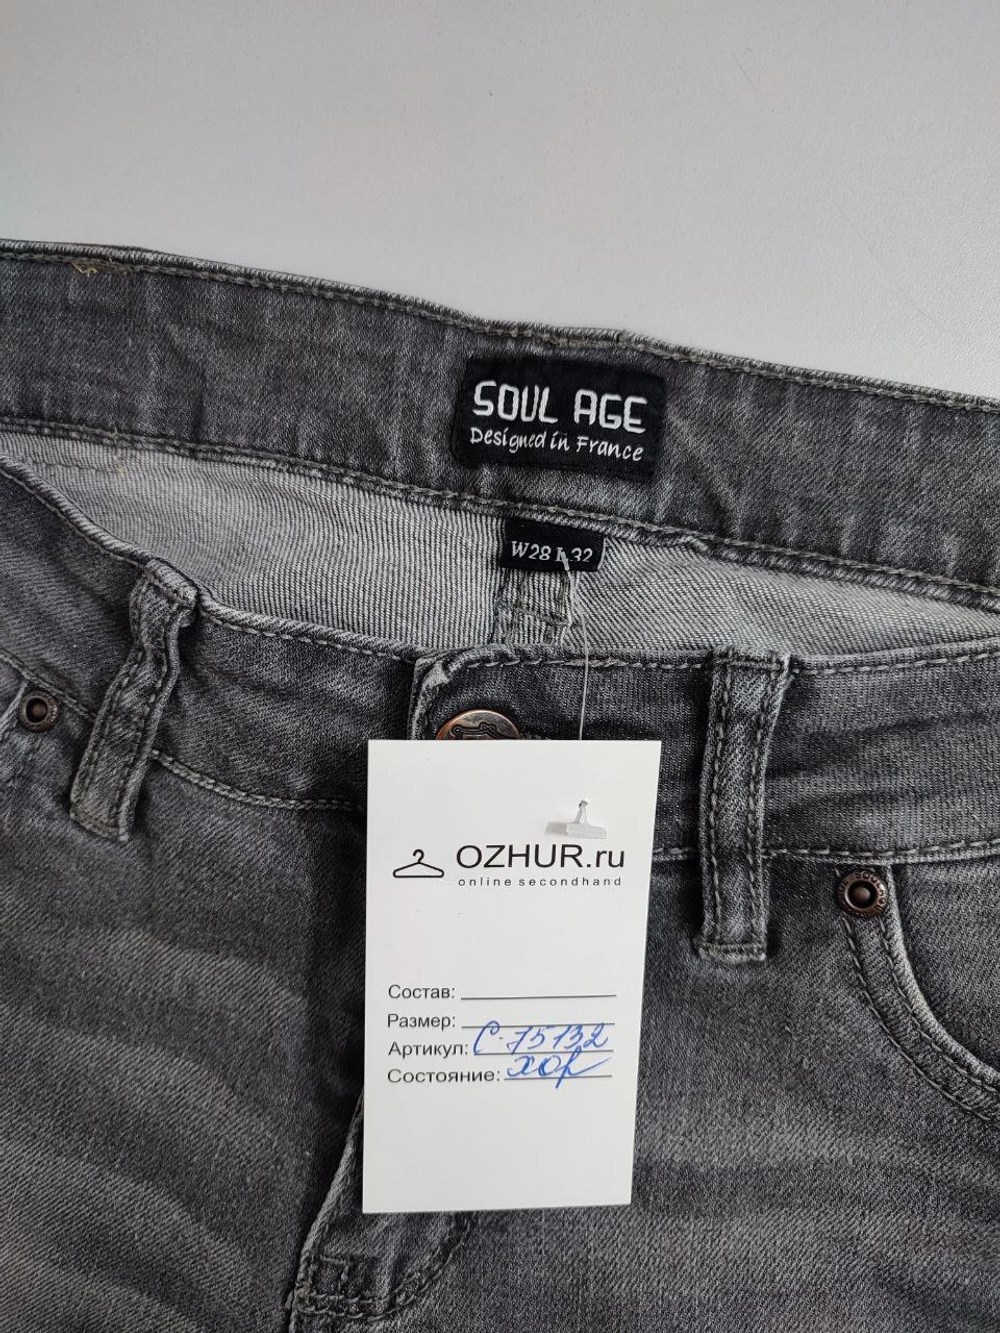 SOUL AGE
Designed in France
W28 L32
OZHUR.ru
online secondhand
Состав:
Размер:
Артикул: С-75132
Состояние: хор